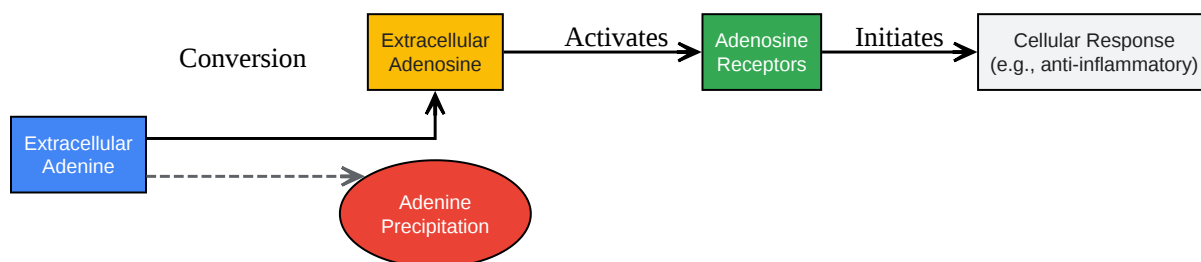 Extracellular
Adenine
Conversion
Extracellular
Adenosine
Activates
Adenosine
Receptors
Initiates
Cellular Response
(e.g., anti-inflammatory)
Adenine
Precipitation